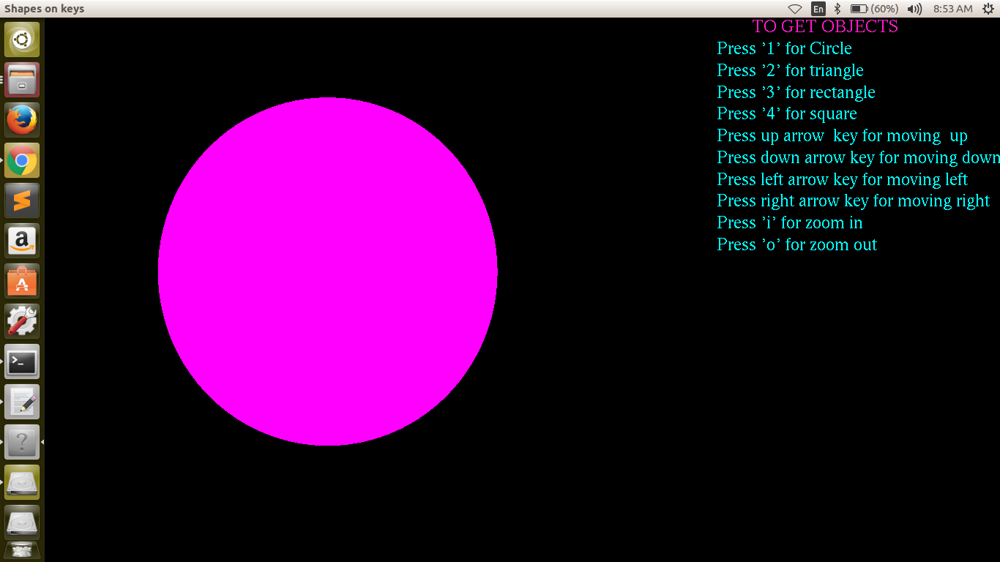 Shapes on keys
En
(60%)
8:53 AM
TO GET OBJECTS
Press ’1’ for Circle
Press ’2’ for triangle
Press ’3’ for rectangle
Press ’4’ for square
Press up arrow  key for moving  up
Press down arrow key for moving down
Press left arrow key for moving left
Press right arrow key for moving right
Press ’i’ for zoom in
Press ’o’ for zoom out
a
A
>_
?